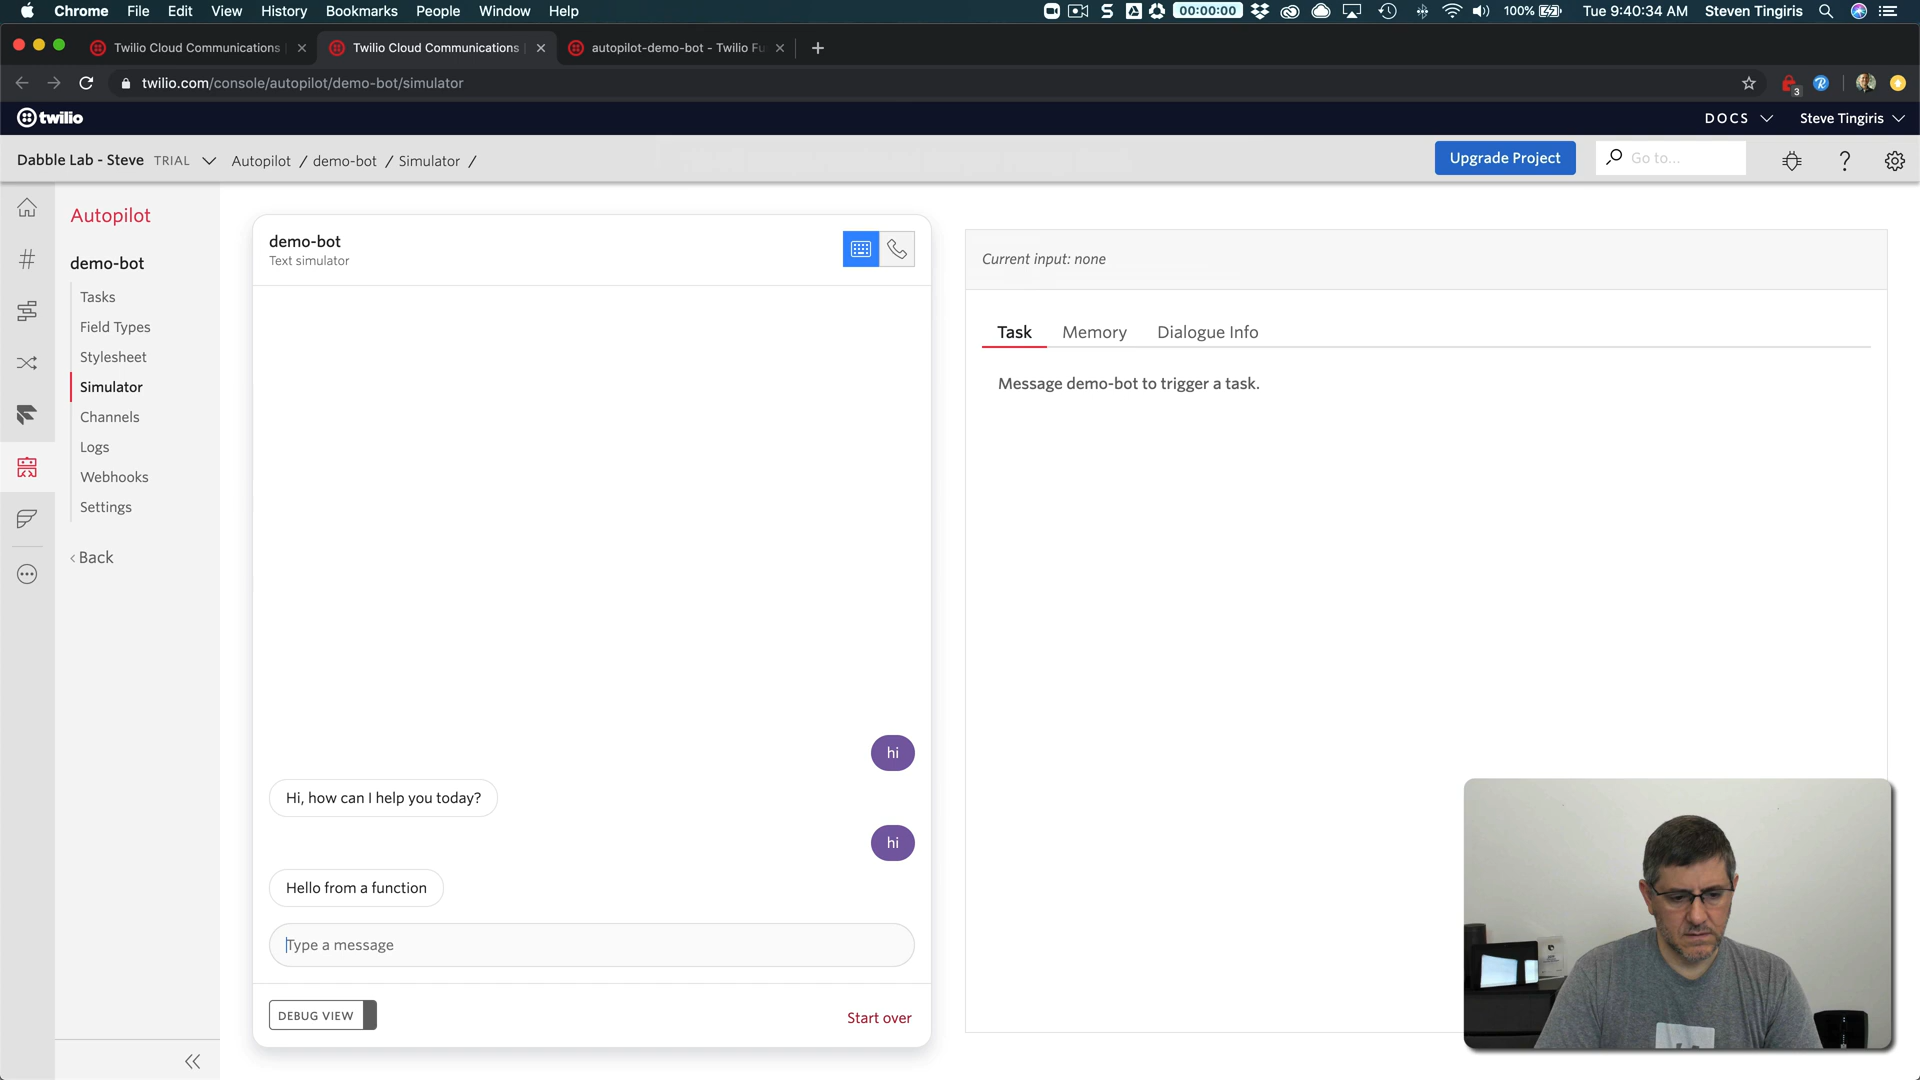 Chrome File Edit View History Bookmarks People Window Help 00:00:00 100% Tue 9:40:34 AM Steven Tingiris
Twilio Cloud Communications Twilio Cloud Communications autopilot-demo-bot - Twilio Fu
twilio.com/console/autopilot/demo-bot/simulator 3
twilio DOCS Steve Tingiris
Dabble Lab - Steve TRIAL Autopilot / demo-bot / Simulator / Upgrade Project Go to...
Autopilot
demo-bot
Tasks
Field Types
Stylesheet
Simulator
Channels
Logs
Webhooks
Settings
‹ Back
demo-bot
Text simulator
hi
Hi, how can I help you today?
hi
Hello from a function
Type a message
DEBUG VIEW
Start over
Current input: none
Task Memory Dialogue Info
Message demo-bot to trigger a task.